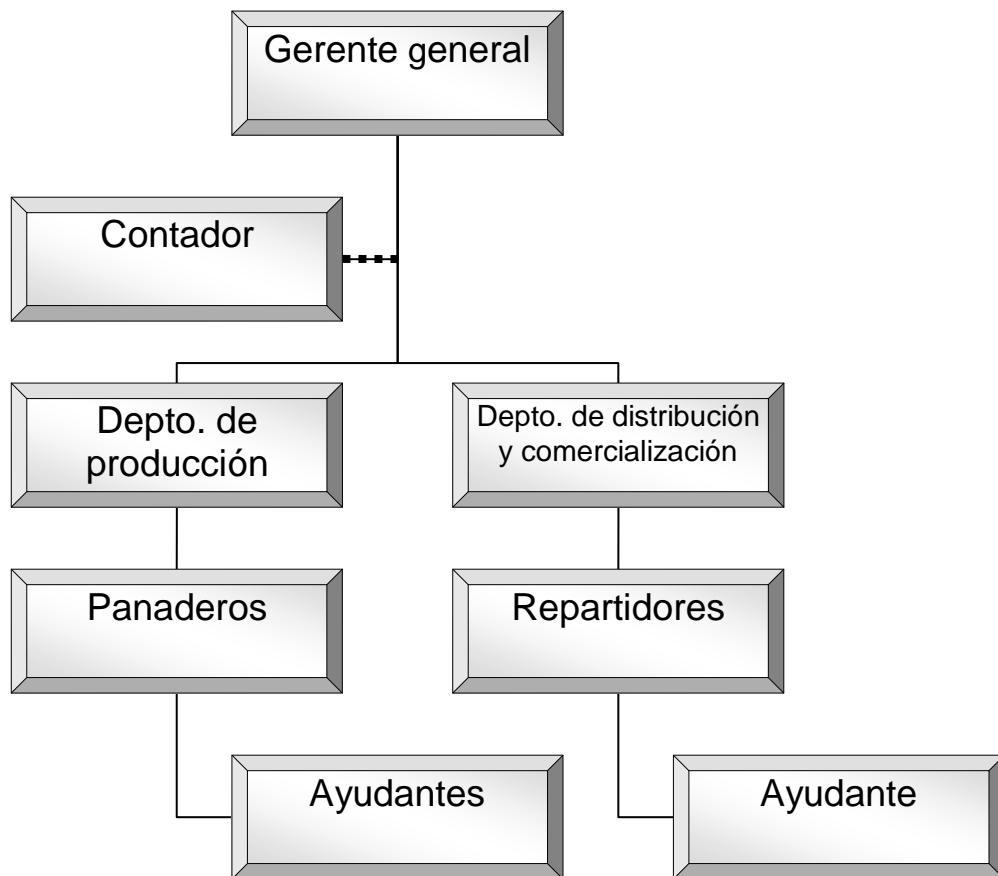 Gerente general
Contador
Depto. de
producción
Depto. de distribución
y comercialización
Panaderos
Repartidores
Ayudantes
Ayudante